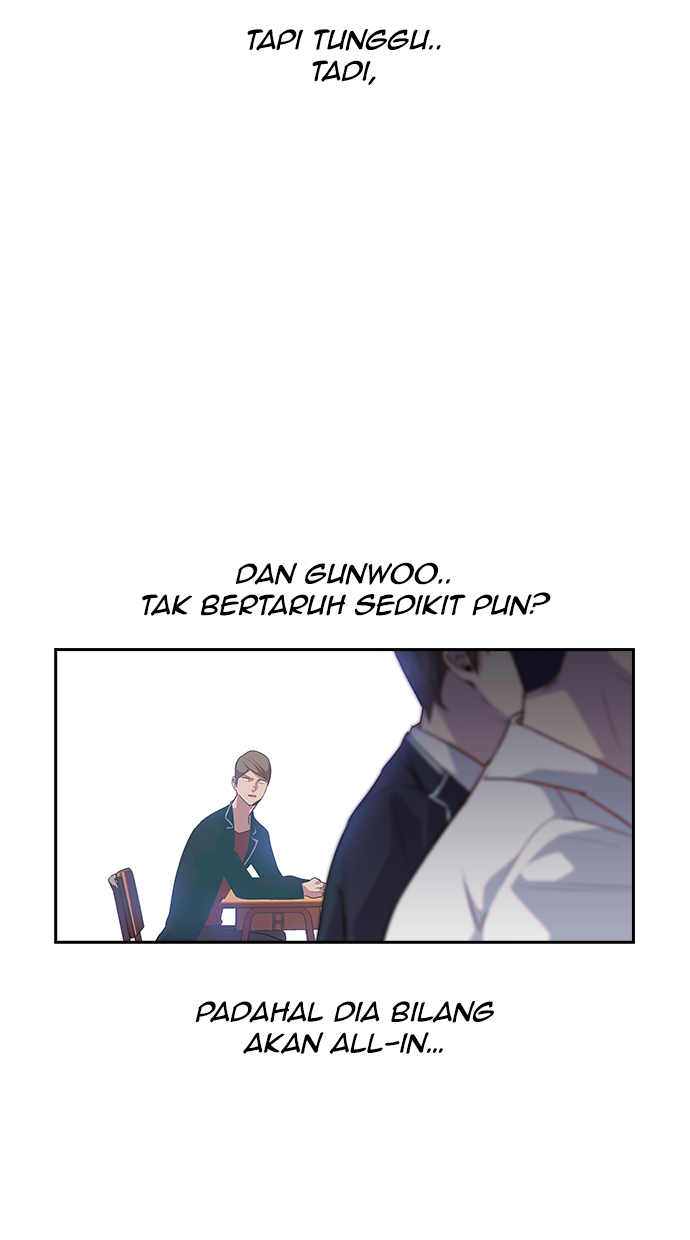 TAPI TUNGGU..
TADI,
DAN GUNWOO..
TAK BERTARUH SEDIKIT PUN?
PADAHAL DIA BILANG
AKAN ALL-IN...